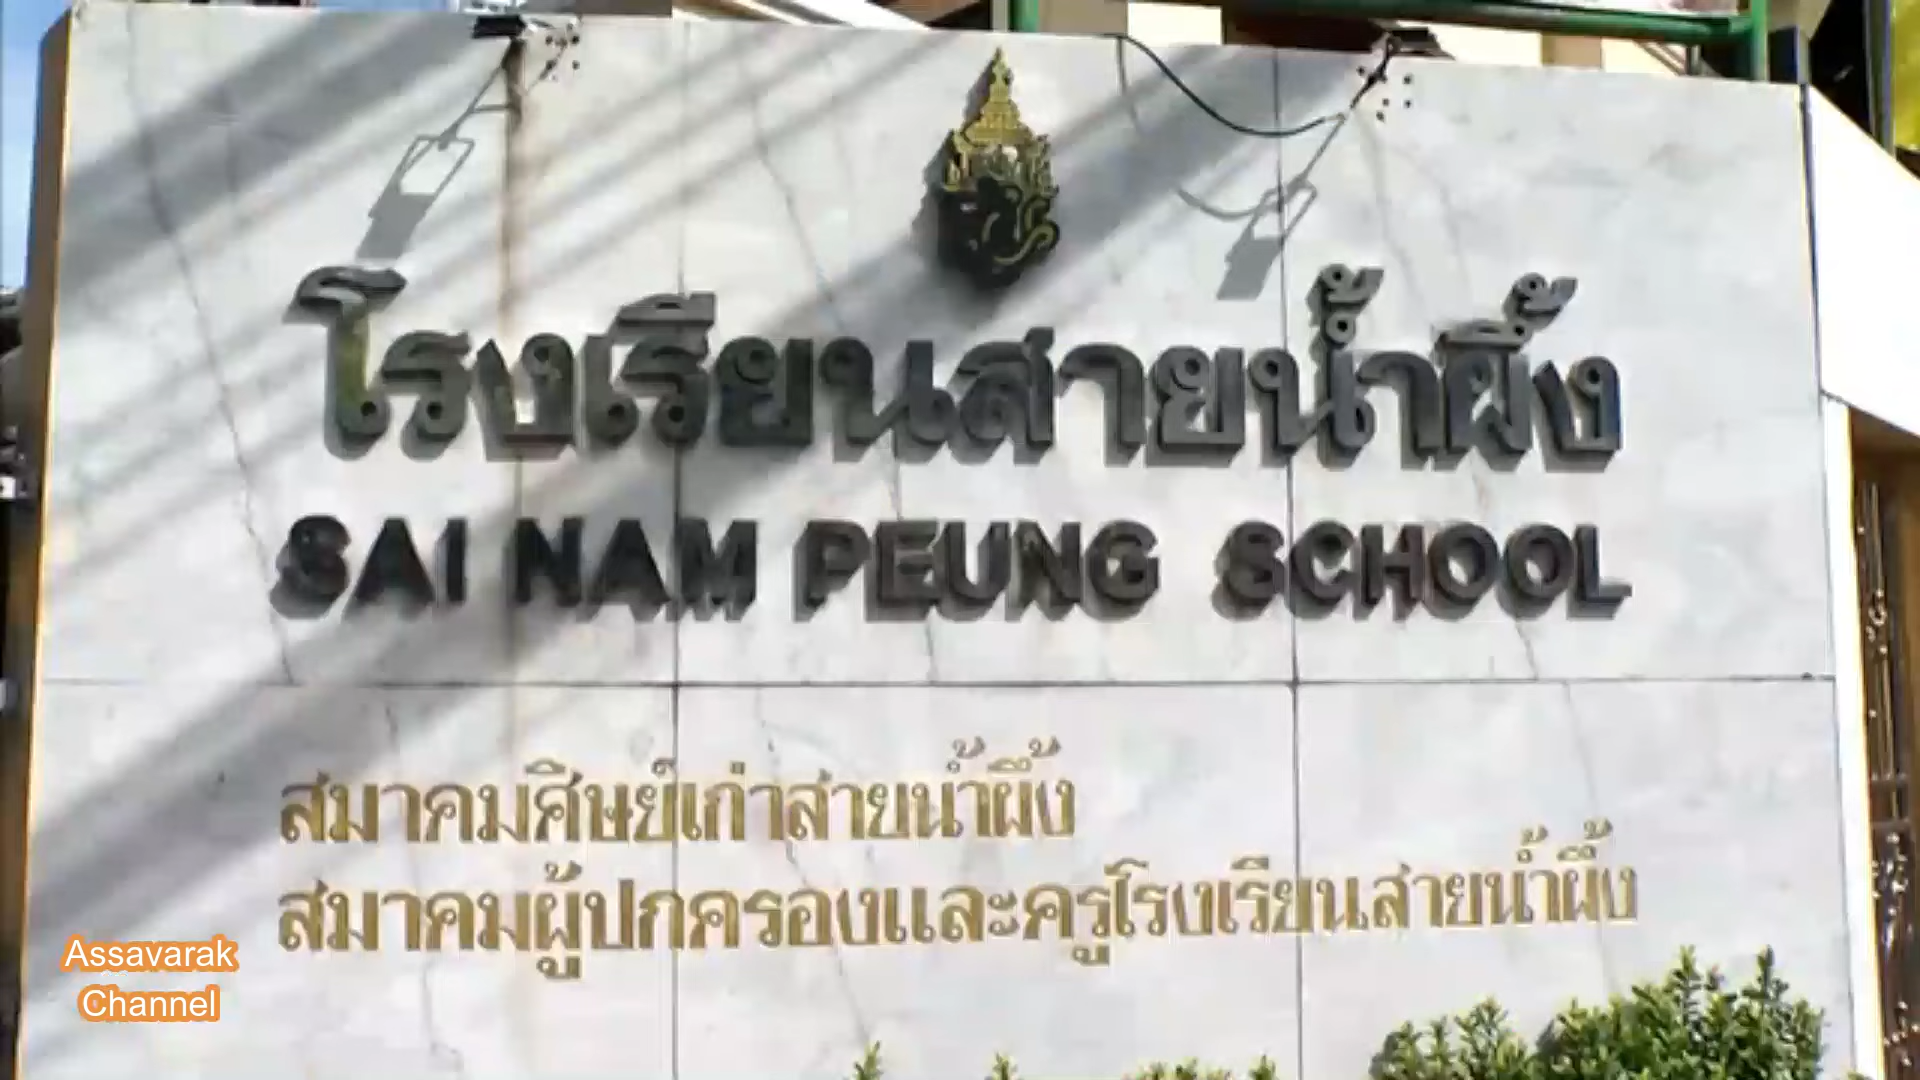 โรงเรียนสายน้ำผึ้ง
SAI NAM PEUNG SCHOOL
สมาคมศิษย์เก่าสายน้ำผึ้ง
สมาคมผู้ปกครองและครูโรงเรียนสายน้ำผึ้ง
Assavarak
Channel